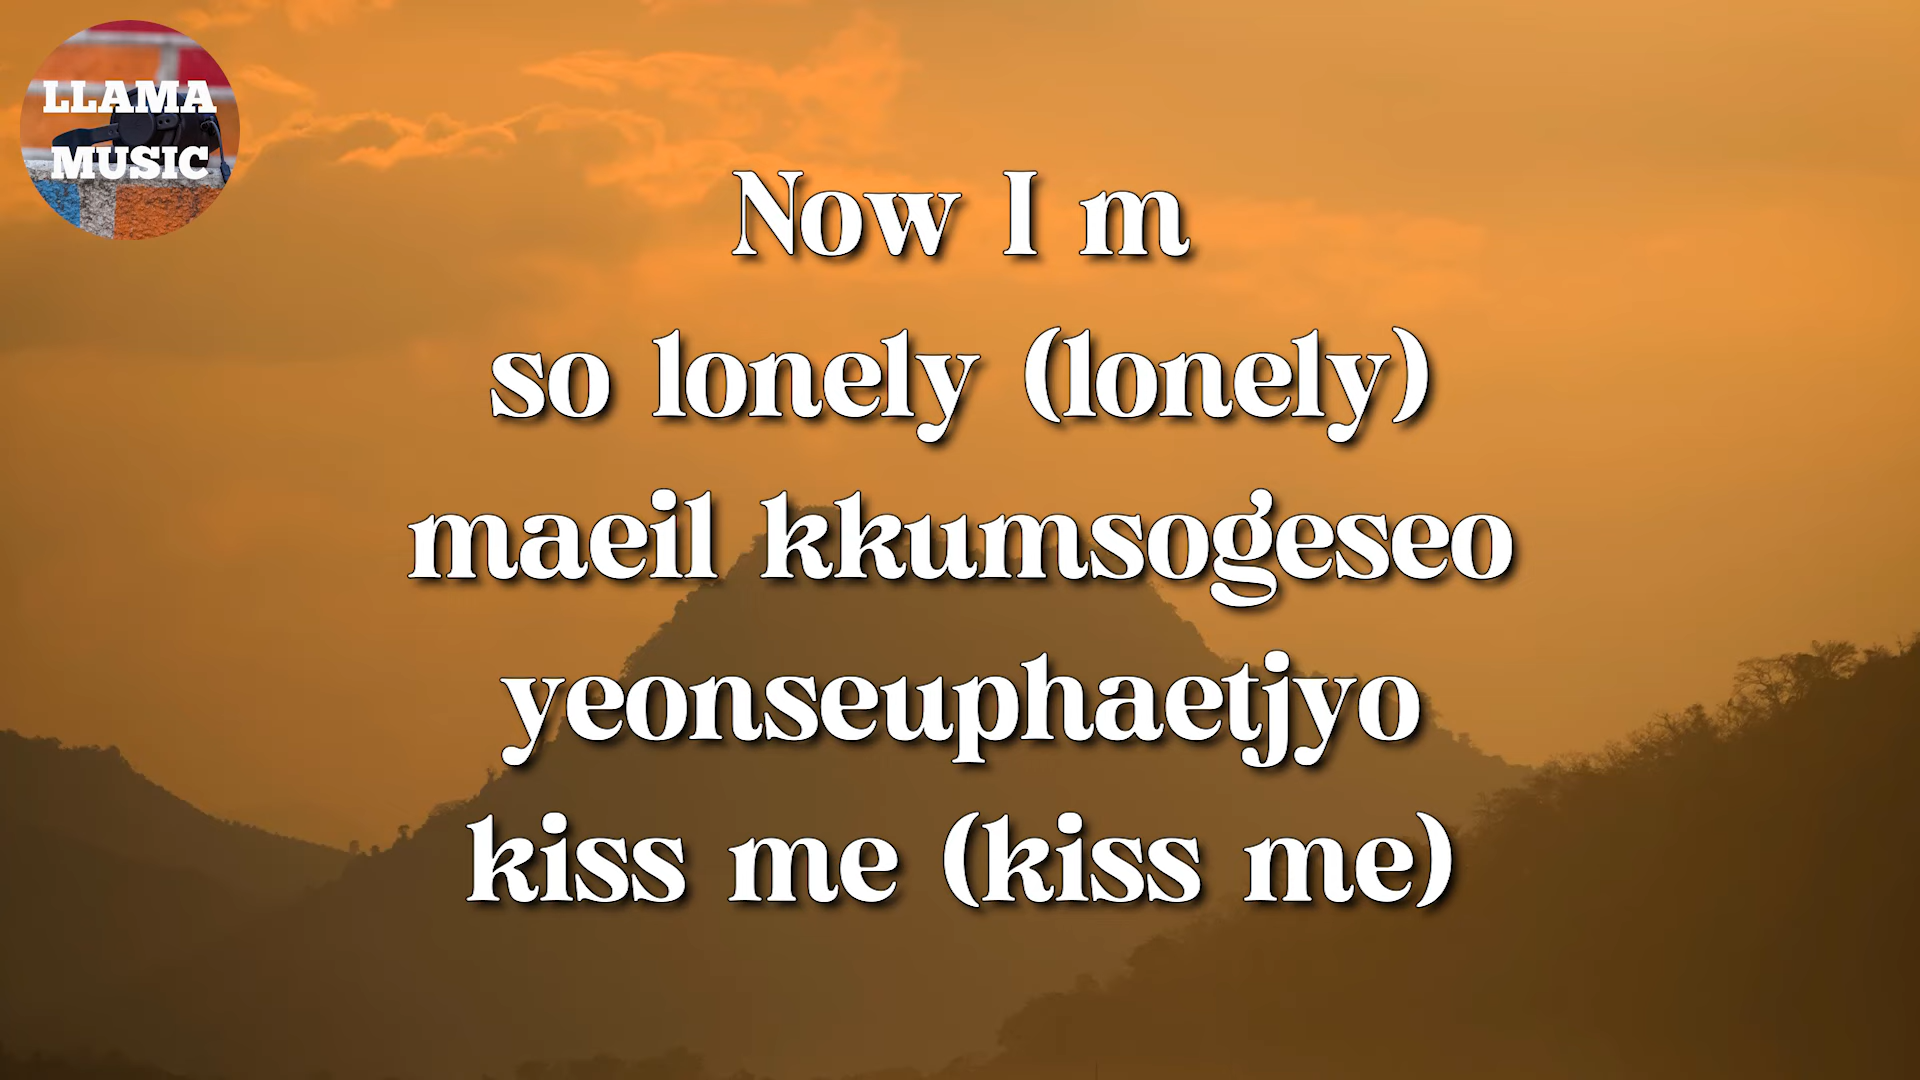 LLAMA
MUSIC
Now I m
so lonely (lonely)
maeil kkumsogeseo
yeonseuphaetjyo
kiss me (kiss me)